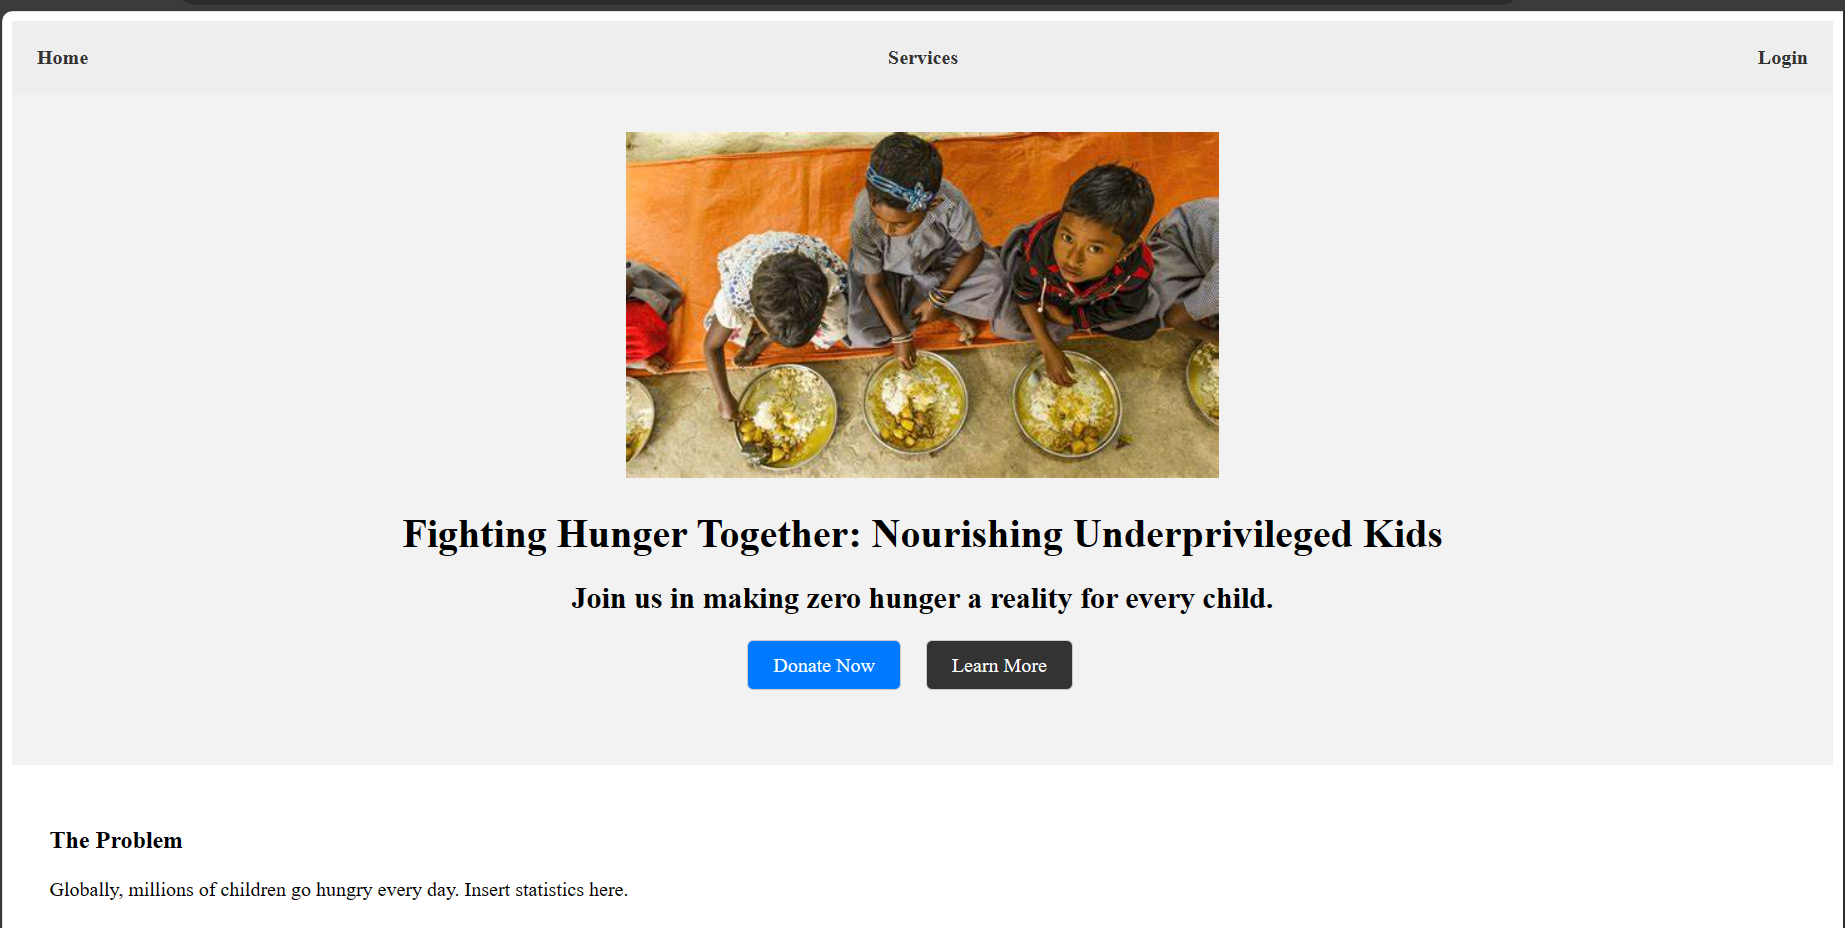 Home Services Login
Fighting Hunger Together: Nourishing Underprivileged Kids
Join us in making zero hunger a reality for every child.
Donate Now Learn More
The Problem
Globally, millions of children go hungry every day. Insert statistics here.